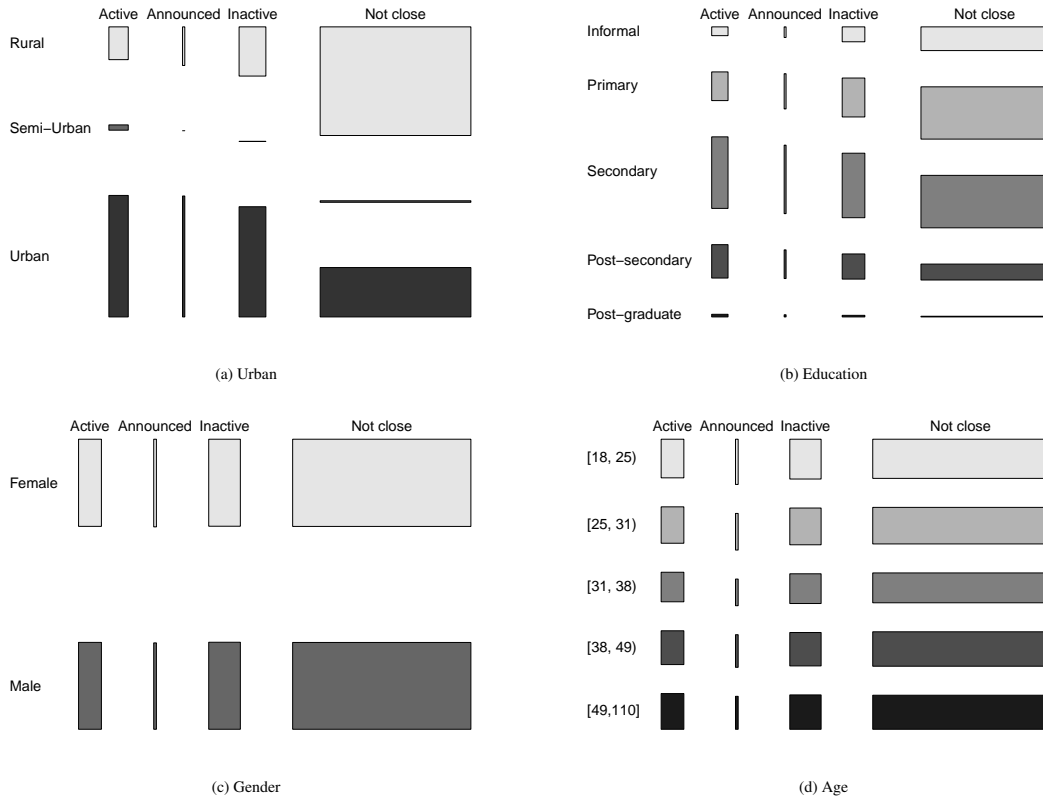 Active Announced Inactive Not close
Rural
Semi−Urban
Urban
(a) Urban
Active Announced Inactive Not close
Informal
Primary
Secondary
Post−secondary
Post−graduate
(b) Education
Active Announced Inactive Not close
Female
Male
(c) Gender
Active Announced Inactive Not close
[18, 25)
[25, 31)
[31, 38)
[38, 49)
[49,110]
(d) Age